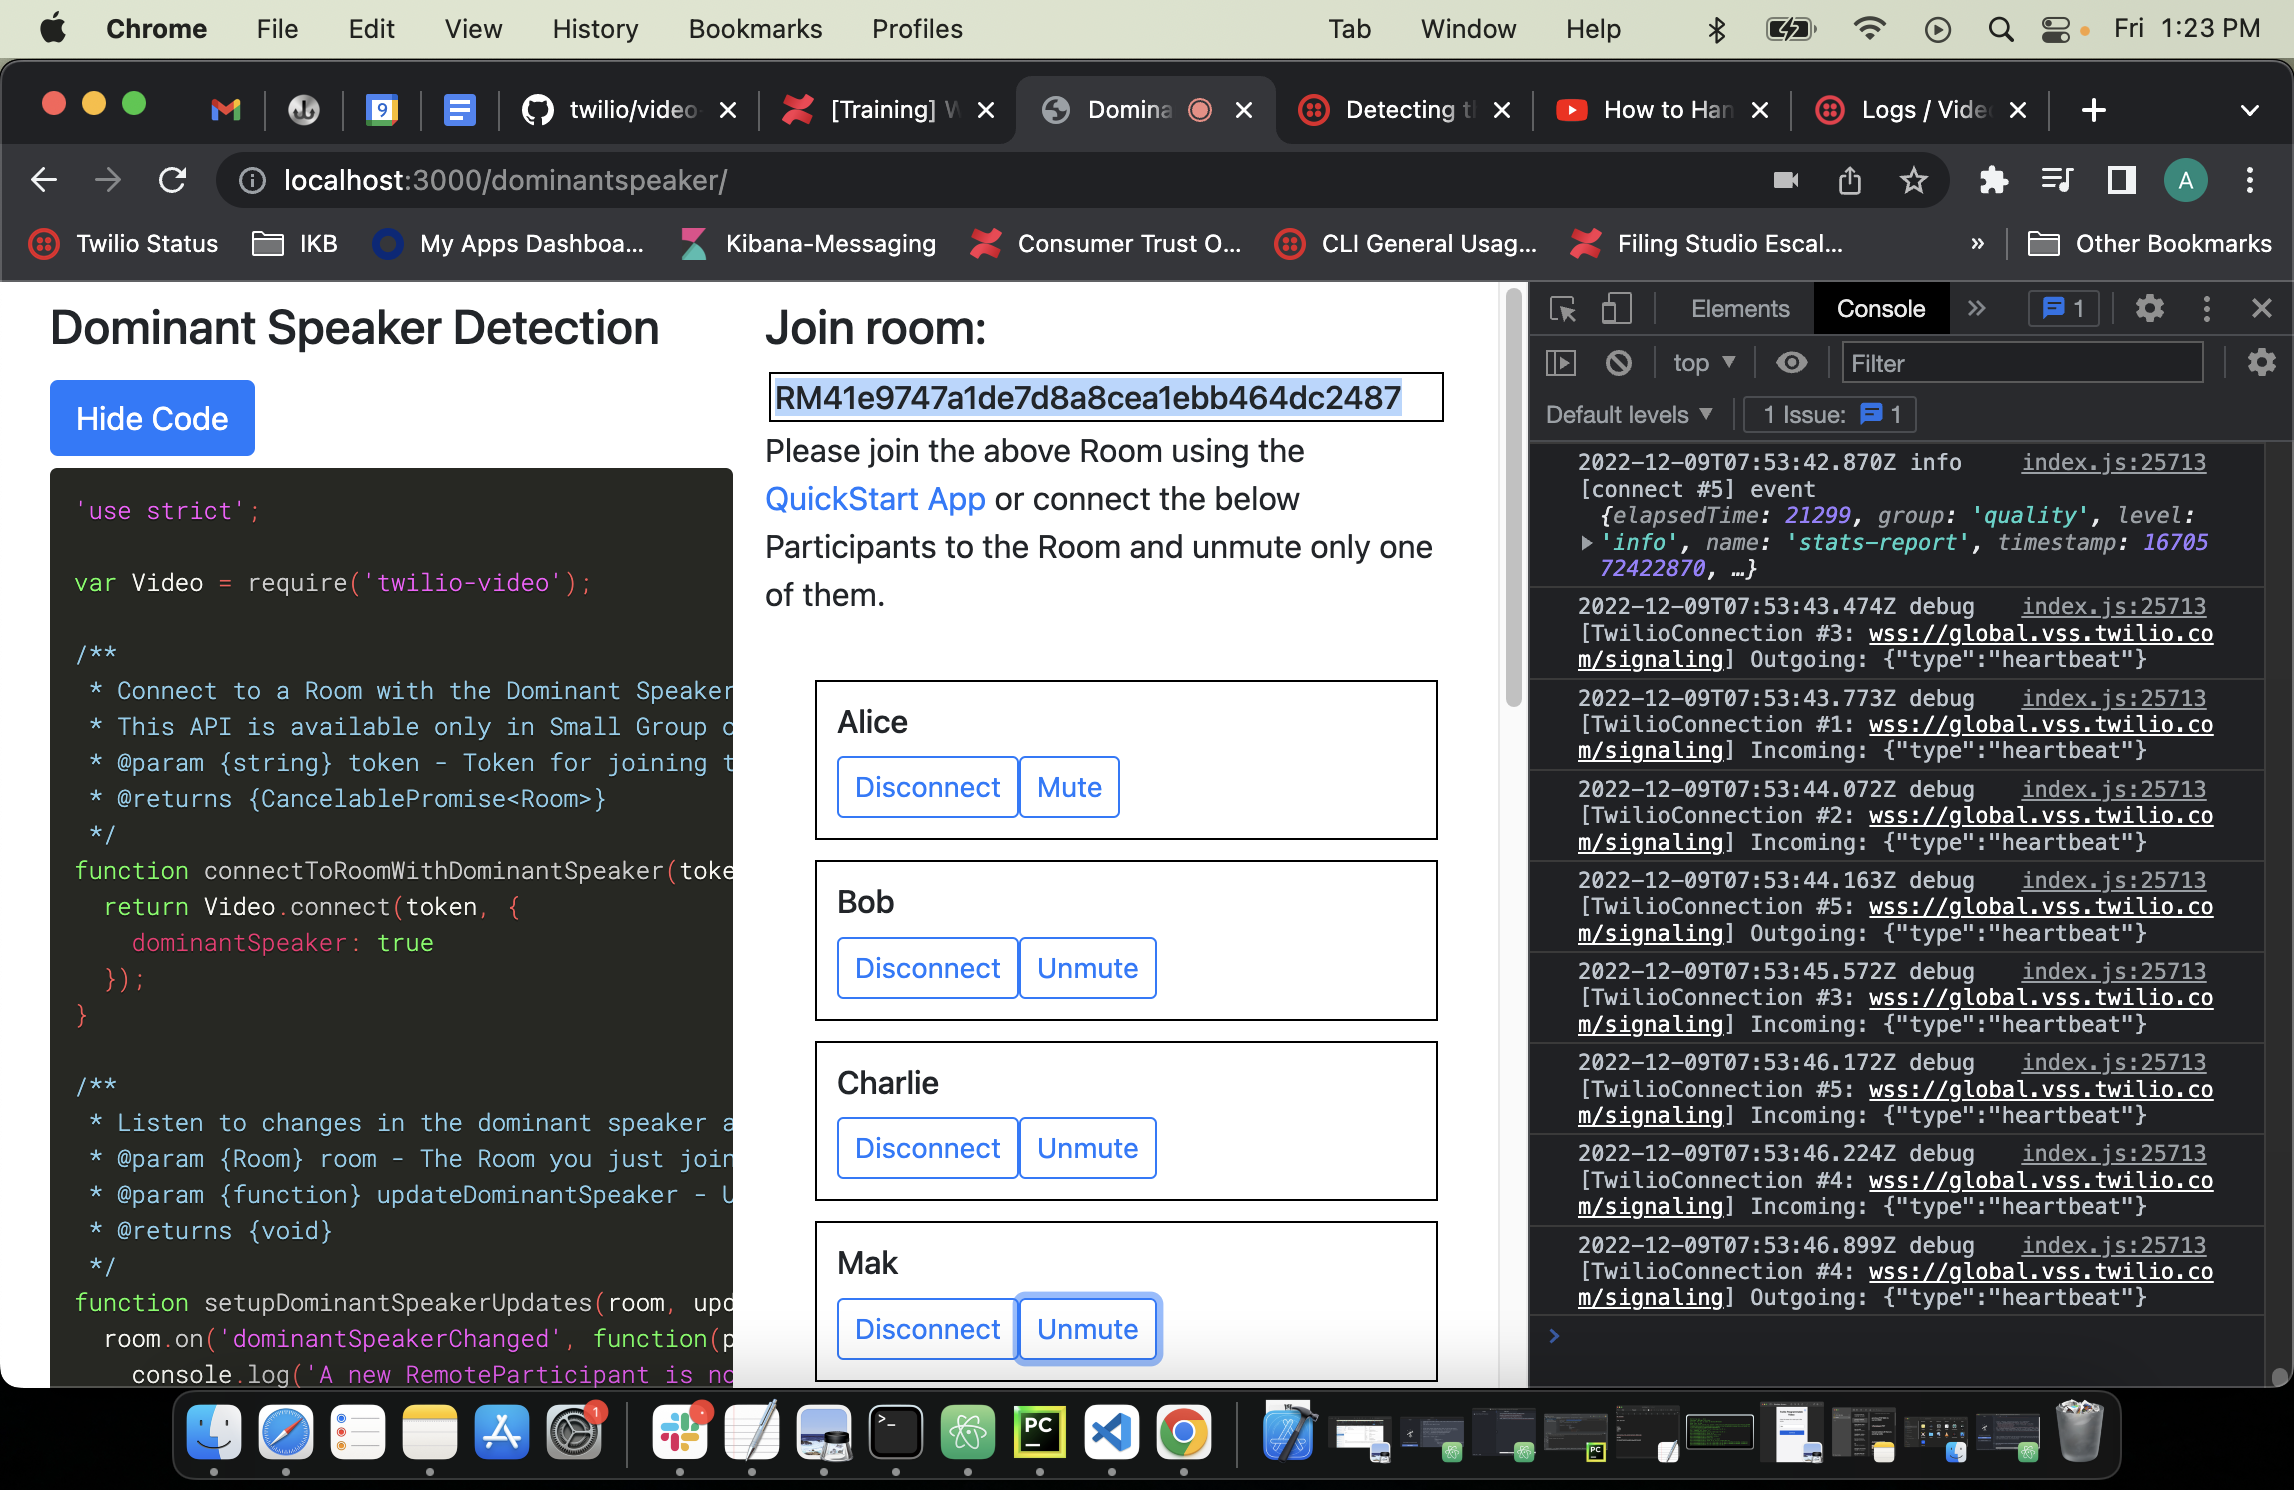 Chrome File Edit View History Bookmarks Profiles Tab Window Help Fri 1:23 PM
9 twilio/video- [Training] W Domina Detecting t How to Han Logs / Vide
localhost:3000/dominantspeaker/ A
Twilio Status IKB My Apps Dashboa... Kibana-Messaging Consumer Trust O... CLI General Usag... Filing Studio Escal... » Other Bookmarks
Dominant Speaker Detection
Hide Code
'use strict';
var Video = require('twilio-video');
/**
* Connect to a Room with the Dominant Speaker
* This API is available only in Small Group o
* @param {string} token - Token for joining t
* @returns {CancelablePromise<Room>}
*/
function connectToRoomWithDominantSpeaker(toke
return Video.connect(token, {
dominantSpeaker: true
});
}
/**
* Listen to changes in the dominant speaker a
* @param {Room} room - The Room you just join
* @param {function} updateDominantSpeaker - U
* @returns {void}
*/
function setupDominantSpeakerUpdates(room, upd
room.on('dominantSpeakerChanged', function(p
console.log('A new RemoteParticipant is no
Join room:
RM41e9747a1de7d8a8cea1ebb464dc2487
Please join the above Room using the
QuickStart App or connect the below
Participants to the Room and unmute only one
of them.
Alice
Disconnect Mute
Bob
Disconnect Unmute
Charlie
Disconnect Unmute
Mak
Disconnect Unmute
Elements Console » 1
top Filter
Default levels 1 Issue: 1
2022-12-09T07:53:42.870Z info index.js:25713
[connect #5] event
{elapsedTime: 21299, group: 'quality', level:
'info', name: 'stats-report', timestamp: 16705
72422870, …}
2022-12-09T07:53:43.474Z debug index.js:25713
[TwilioConnection #3: wss://global.vss.twilio.co
m/signaling] Outgoing: {"type":"heartbeat"}
2022-12-09T07:53:43.773Z debug index.js:25713
[TwilioConnection #1: wss://global.vss.twilio.co
m/signaling] Incoming: {"type":"heartbeat"}
2022-12-09T07:53:44.072Z debug index.js:25713
[TwilioConnection #2: wss://global.vss.twilio.co
m/signaling] Incoming: {"type":"heartbeat"}
2022-12-09T07:53:44.163Z debug index.js:25713
[TwilioConnection #5: wss://global.vss.twilio.co
m/signaling] Outgoing: {"type":"heartbeat"}
2022-12-09T07:53:45.572Z debug index.js:25713
[TwilioConnection #3: wss://global.vss.twilio.co
m/signaling] Incoming: {"type":"heartbeat"}
2022-12-09T07:53:46.172Z debug index.js:25713
[TwilioConnection #5: wss://global.vss.twilio.co
m/signaling] Incoming: {"type":"heartbeat"}
2022-12-09T07:53:46.224Z debug index.js:25713
[TwilioConnection #4: wss://global.vss.twilio.co
m/signaling] Incoming: {"type":"heartbeat"}
2022-12-09T07:53:46.899Z debug index.js:25713
[TwilioConnection #4: wss://global.vss.twilio.co
m/signaling] Outgoing: {"type":"heartbeat"}
1 PC